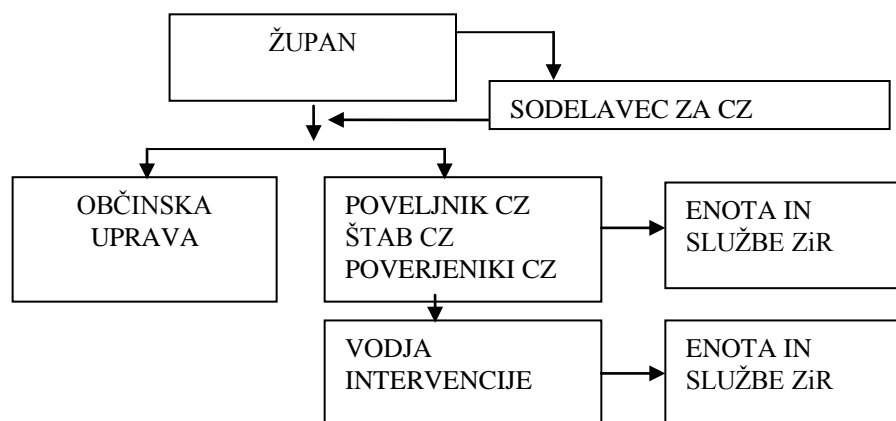 ŽUPAN
SODELAVEC ZA CZ
OBČINSKA
UPRAVA
POVELJNIK CZ
ŠTAB CZ
POVERJENIKI CZ
ENOTA IN
SLUŽBE ZiR
VODJA
INTERVENCIJE
ENOTA IN
SLUŽBE ZiR